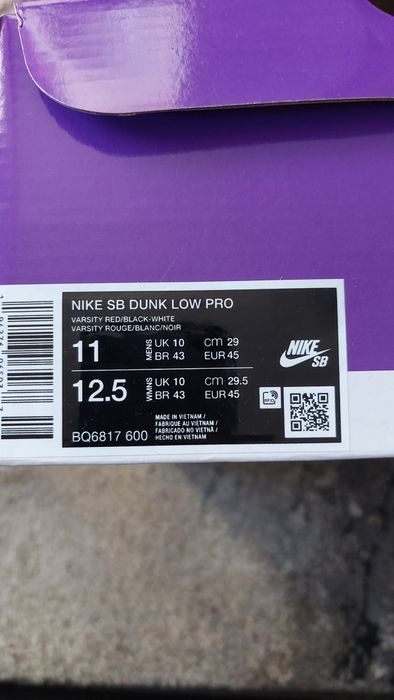 NIKE SB DUNK LOW PRO
VARSITY RED/BLACK-WHITE
VARSITY ROUGE/BLANC/NOIR
11 MENS UK 10 cm 29
BR 43 EUR 45
12.5 WMNS UK 10 cm 29.5
BR 43 EUR 45
NIKE
SB
RFID
MADE IN VIETNAM /
FABRIQUE AU VIETNAM /
FABRICADO NO VIETNÃ /
HECHO EN VIETNAM
BQ6817 600